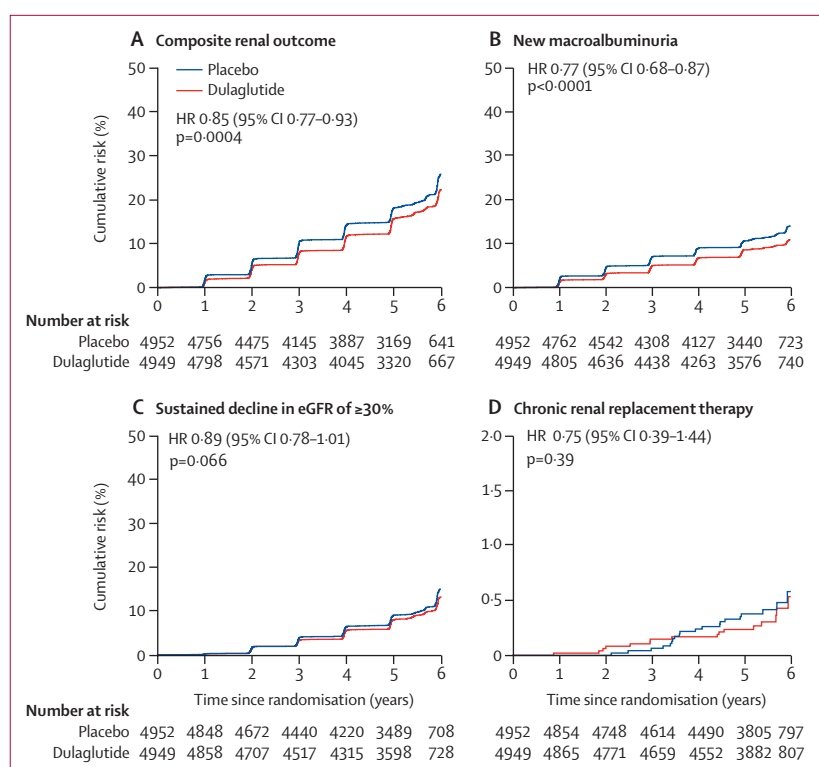 A Composite renal outcome
Placebo
Dulaglutide
HR 0·85 (95% CI 0·77–0·93)
p=0·0004
50
40
30
20
10
0
Cumulative risk (%)
0 1 2 3 4 5 6
Number at risk
Placebo 4952 4756 4475 4145 3887 3169 641
Dulaglutide 4949 4798 4571 4303 4045 3320 667
B New macroalbuminuria
HR 0·77 (95% CI 0·68–0·87)
p<0·0001
50
40
30
20
10
0
0 1 2 3 4 5 6
4952 4762 4542 4308 4127 3440 723
4949 4805 4636 4438 4263 3576 740
C Sustained decline in eGFR of ≥30%
HR 0·89 (95% CI 0·78–1·01)
p=0·066
50
40
30
20
10
0
Cumulative risk (%)
0 1 2 3 4 5 6
Time since randomisation (years)
Number at risk
Placebo 4952 4848 4672 4440 4220 3489 708
Dulaglutide 4949 4858 4707 4517 4315 3598 728
D Chronic renal replacement therapy
HR 0·75 (95% CI 0·39–1·44)
p=0·39
2·0
1·5
1·0
0·5
0
0 1 2 3 4 5 6
Time since randomisation (years)
4952 4854 4748 4614 4490 3805 797
4949 4865 4771 4659 4552 3882 807